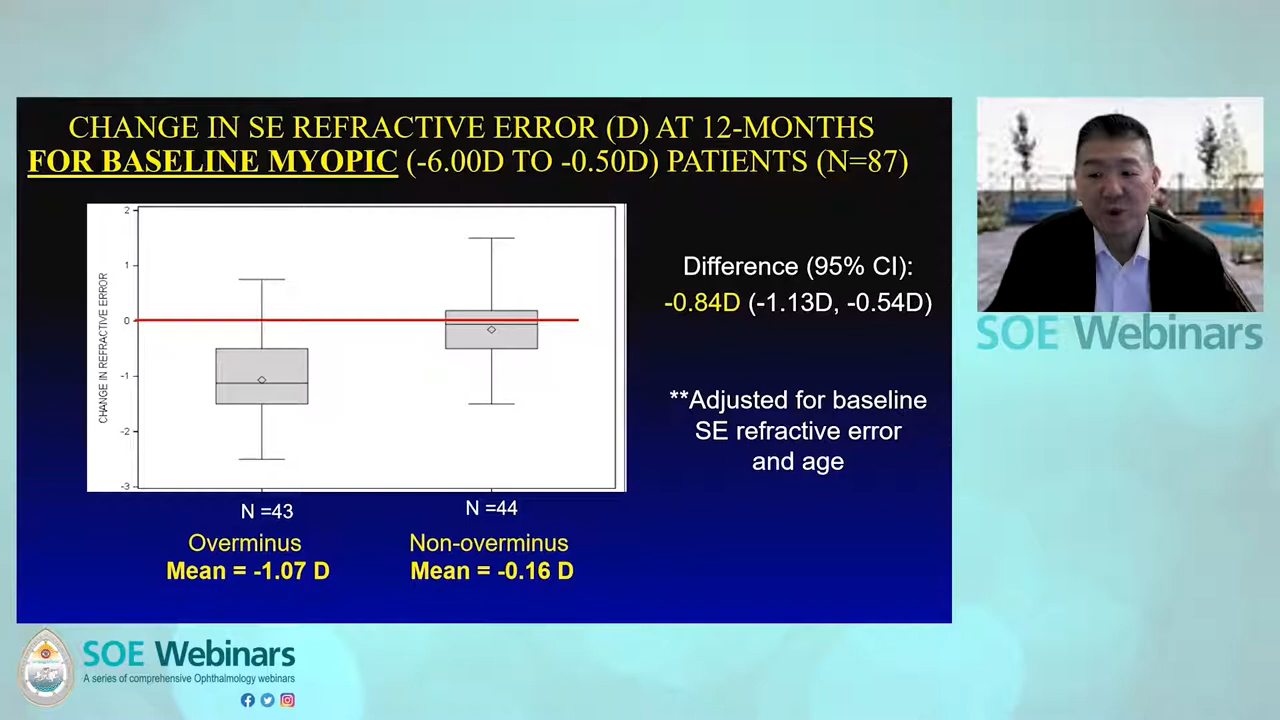 CHANGE IN SE REFRACTIVE ERROR (D) AT 12-MONTHS
FOR BASELINE MYOPIC (-6.00D TO -0.50D) PATIENTS (N=87)
CHANGE IN REFRACTIVE ERROR
2
1
0
-1
-2
-3
N =43
N =44
Overminus
Non-overminus
Mean = -1.07 D
Mean = -0.16 D
Difference (95% CI):
-0.84D (-1.13D, -0.54D)
**Adjusted for baseline
SE refractive error
and age
SOE Webinars
SOE Webinars
A series of comprehensive Ophthalmology webinars